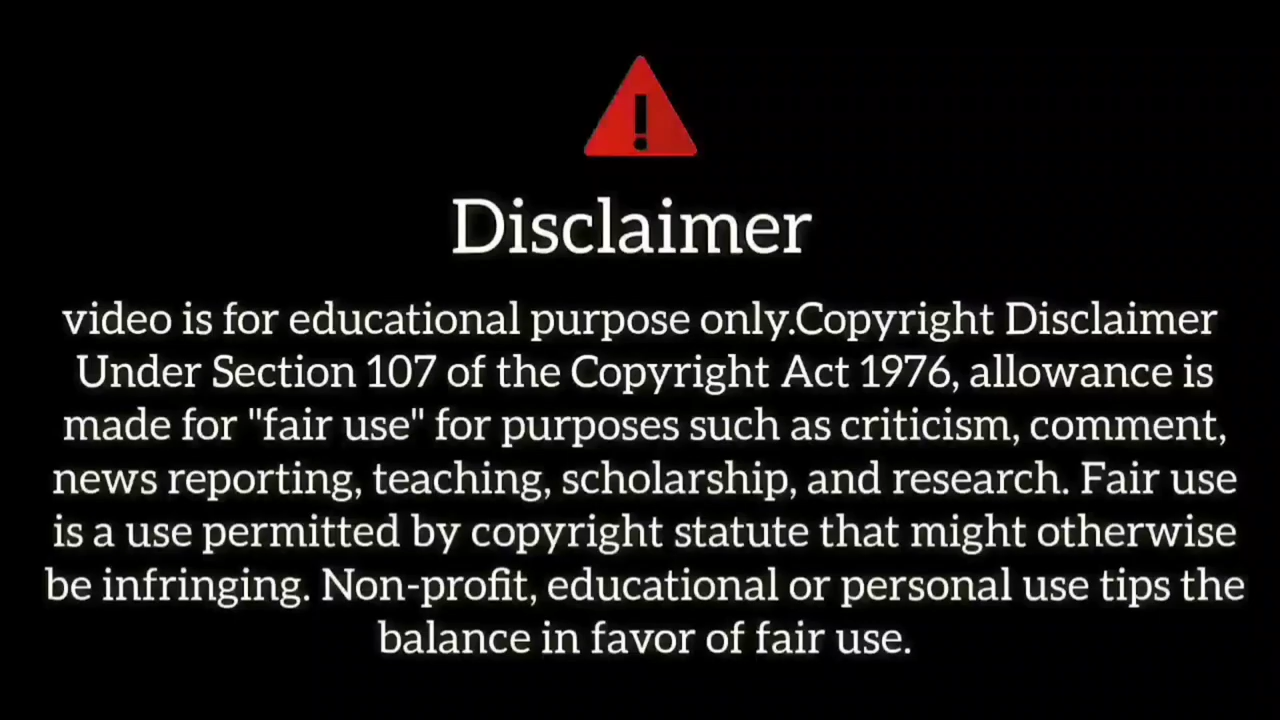 Disclaimer
video is for educational purpose only.Copyright Disclaimer
Under Section 107 of the Copyright Act 1976, allowance is
made for "fair use" for purposes such as criticism, comment,
news reporting, teaching, scholarship, and research. Fair use
is a use permitted by copyright statute that might otherwise
be infringing. Non-profit, educational or personal use tips the
balance in favor of fair use.